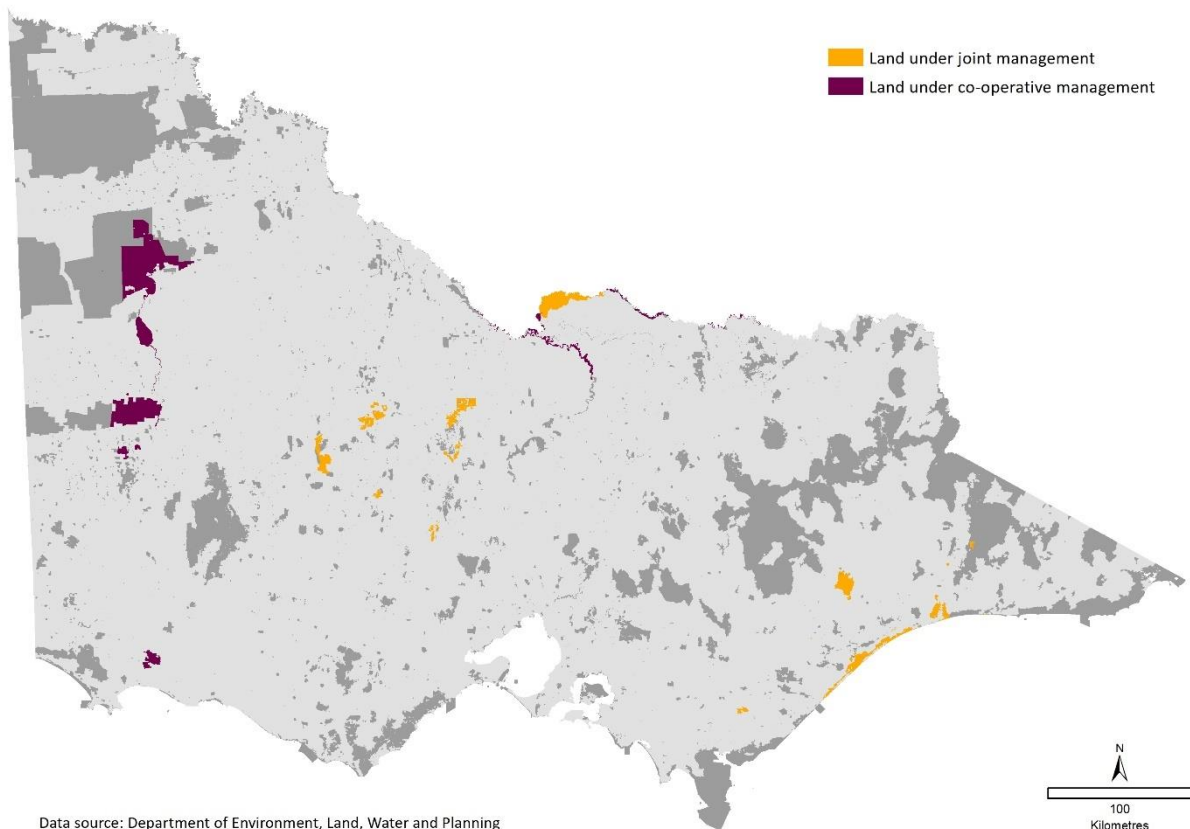 Land under joint management
Land under co-operative management
N
100
Kilometres
Data source: Department of Environment, Land, Water and Planning